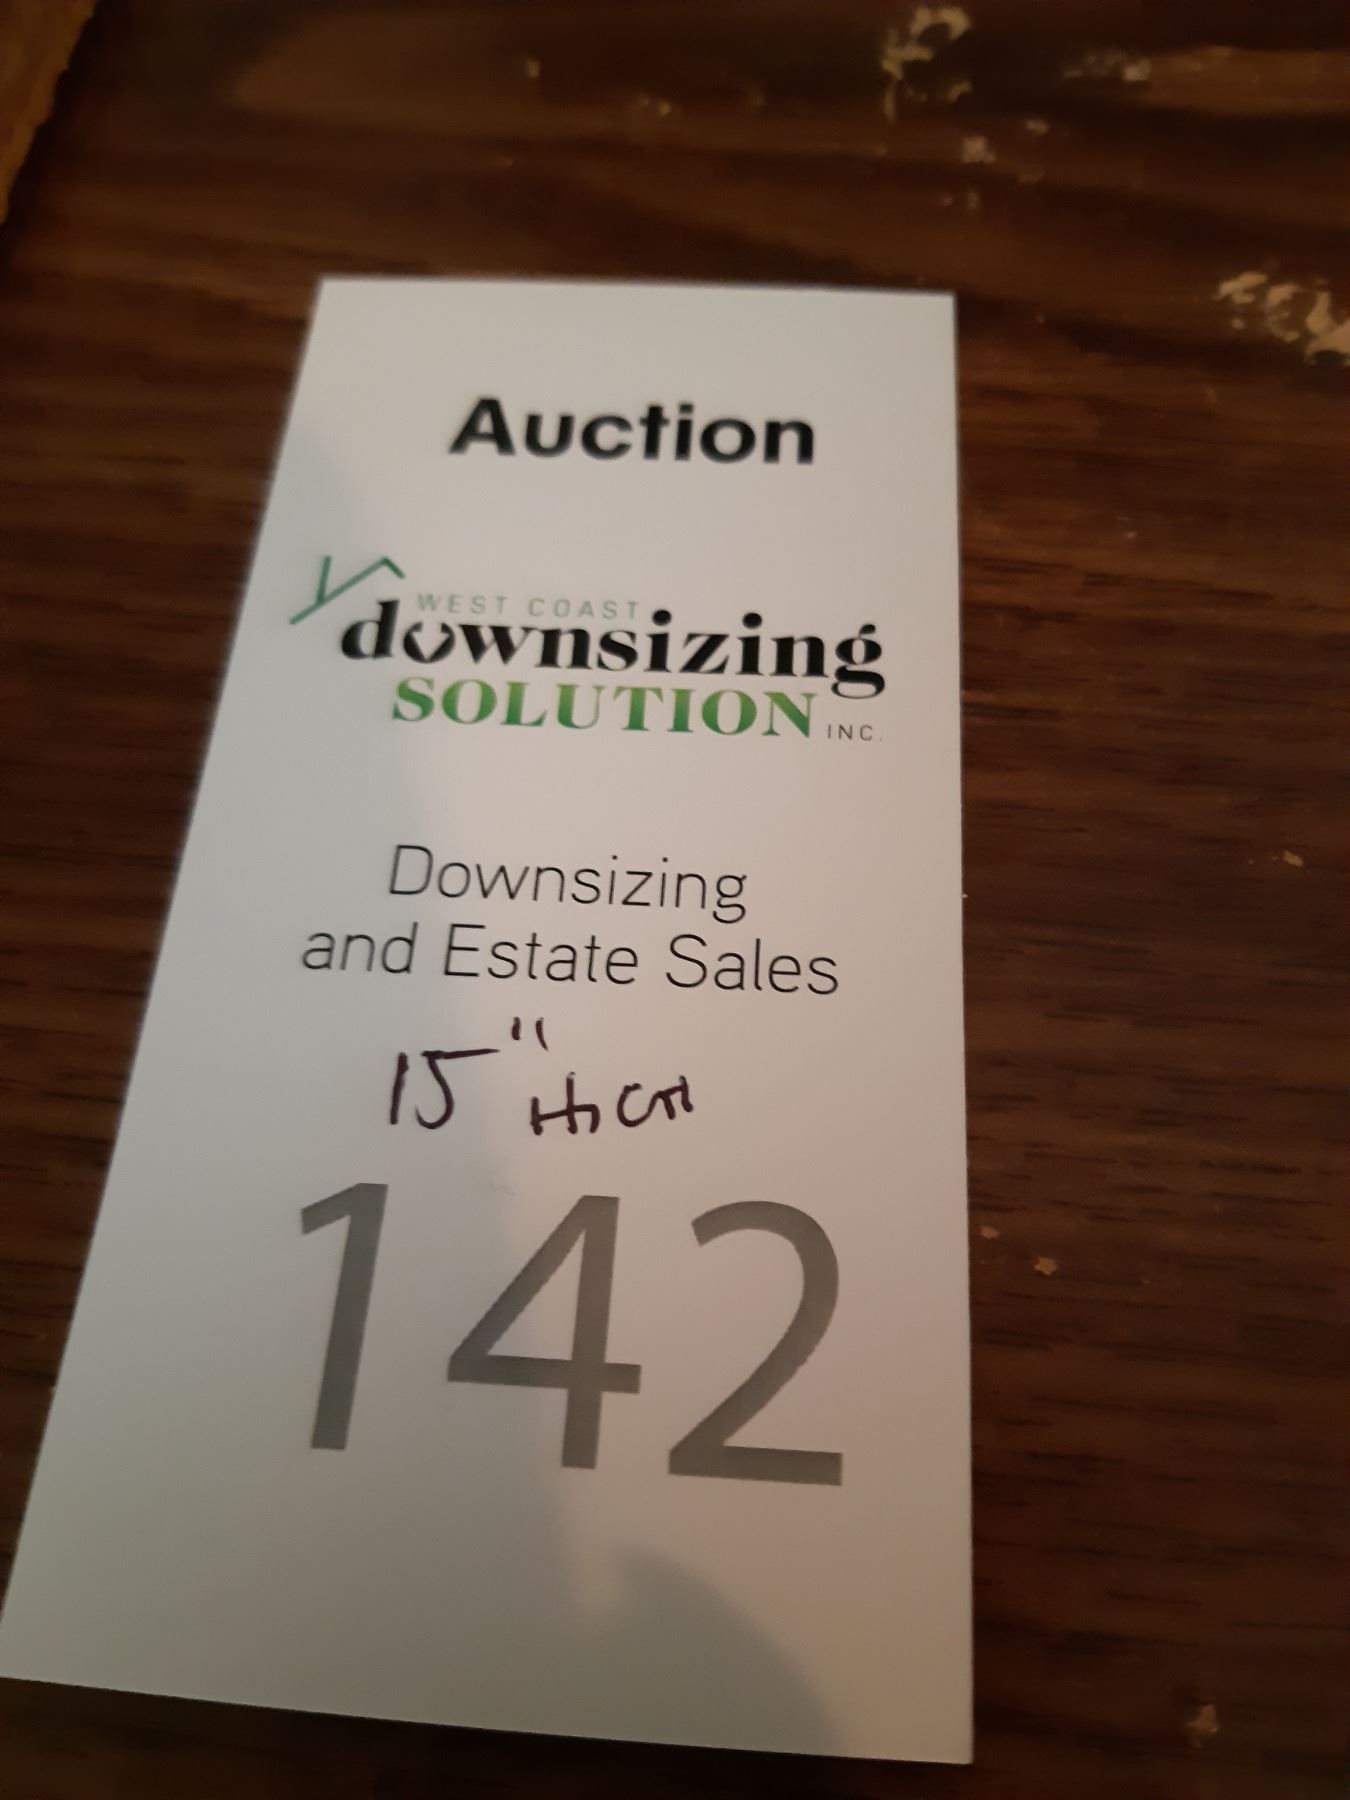 Auction
WEST COAST
downsizing
SOLUTION INC.
Downsizing
and Estate Sales
15"
142